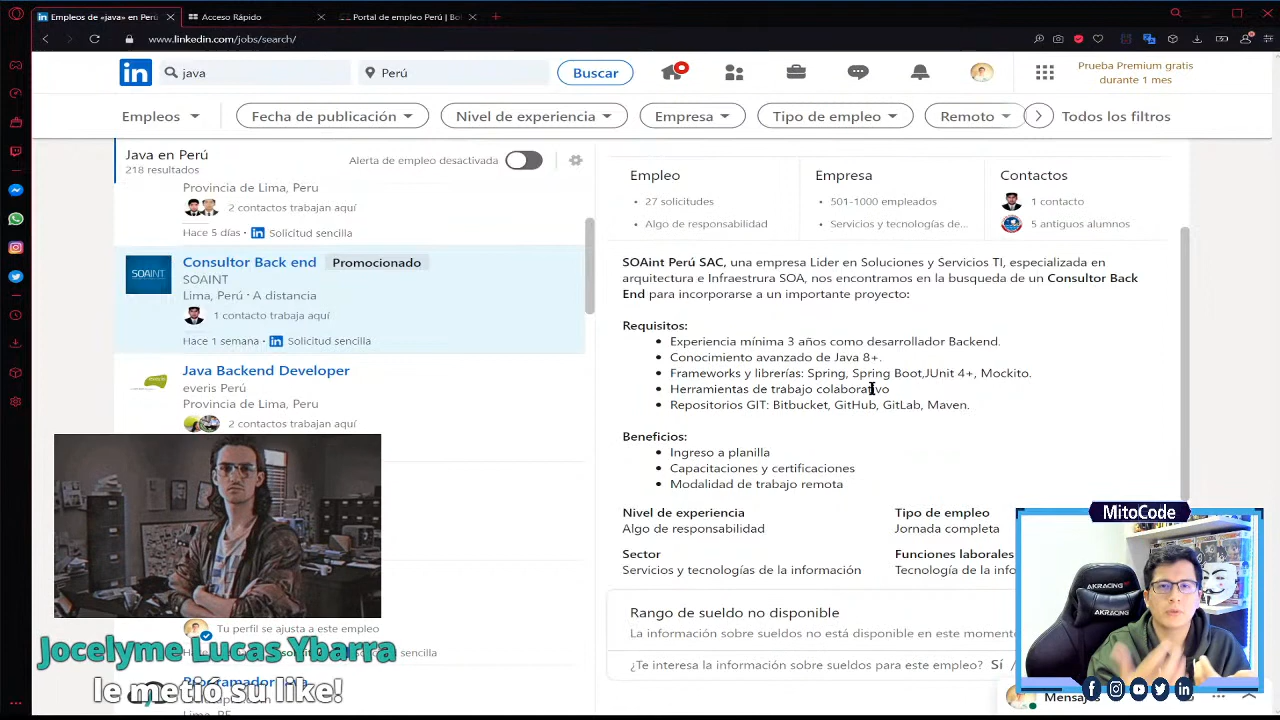 Empleos de «java» en Perú
Acceso Rápido
Portal de empleo Perú | Bo
www.linkedin.com/jobs/search/
in
java
Perú
Buscar
Prueba Premium gratis
durante 1 mes
Empleos
Fecha de publicación
Nivel de experiencia
Empresa
Tipo de empleo
Remoto
Todos los filtros
Java en Perú
218 resultados
Alerta de empleo desactivada
Provincia de Lima, Peru
2 contactos trabajan aquí
Hace 5 días • in Solicitud sencilla
SOAINT
Consultor Back end Promocionado
SOAINT
Lima, Perú · A distancia
1 contacto trabaja aquí
Hace 1 semana • in Solicitud sencilla
Java Backend Developer
everis Perú
Provincia de Lima, Peru
2 contactos trabajan aquí
Tu perfil se ajusta a este empleo
Jocelyme Lucas Ybarra
le metió su like!
Empleo
• 27 solicitudes
• Algo de responsabilidad
Empresa
• 501-1000 empleados
• Servicios y tecnologías de...
Contactos
1 contacto
5 antiguos alumnos
SOAint Perú SAC, una empresa Lider en Soluciones y Servicios TI, especializada en
arquitectura e Infraestrura SOA, nos encontramos en la busqueda de un Consultor Back
End para incorporarse a un importante proyecto:
Requisitos:
• Experiencia mínima 3 años como desarrollador Backend.
• Conocimiento avanzado de Java 8+.
• Frameworks y librerías: Spring, Spring Boot,JUnit 4+, Mockito.
• Herramientas de trabajo colaborativo
• Repositorios GIT: Bitbucket, GitHub, GitLab, Maven.
Beneficios:
• Ingreso a planilla
• Capacitaciones y certificaciones
• Modalidad de trabajo remota
Nivel de experiencia
Algo de responsabilidad
Tipo de empleo
Jornada completa
Sector
Servicios y tecnologías de la información
Funciones laborales
Tecnología de la info
Rango de sueldo no disponible
La información sobre sueldos no está disponible en este moment
¿Te interesa la información sobre sueldos para este empleo? Sí /
Mensajes
MitoCode
AKRACING
AKRACING